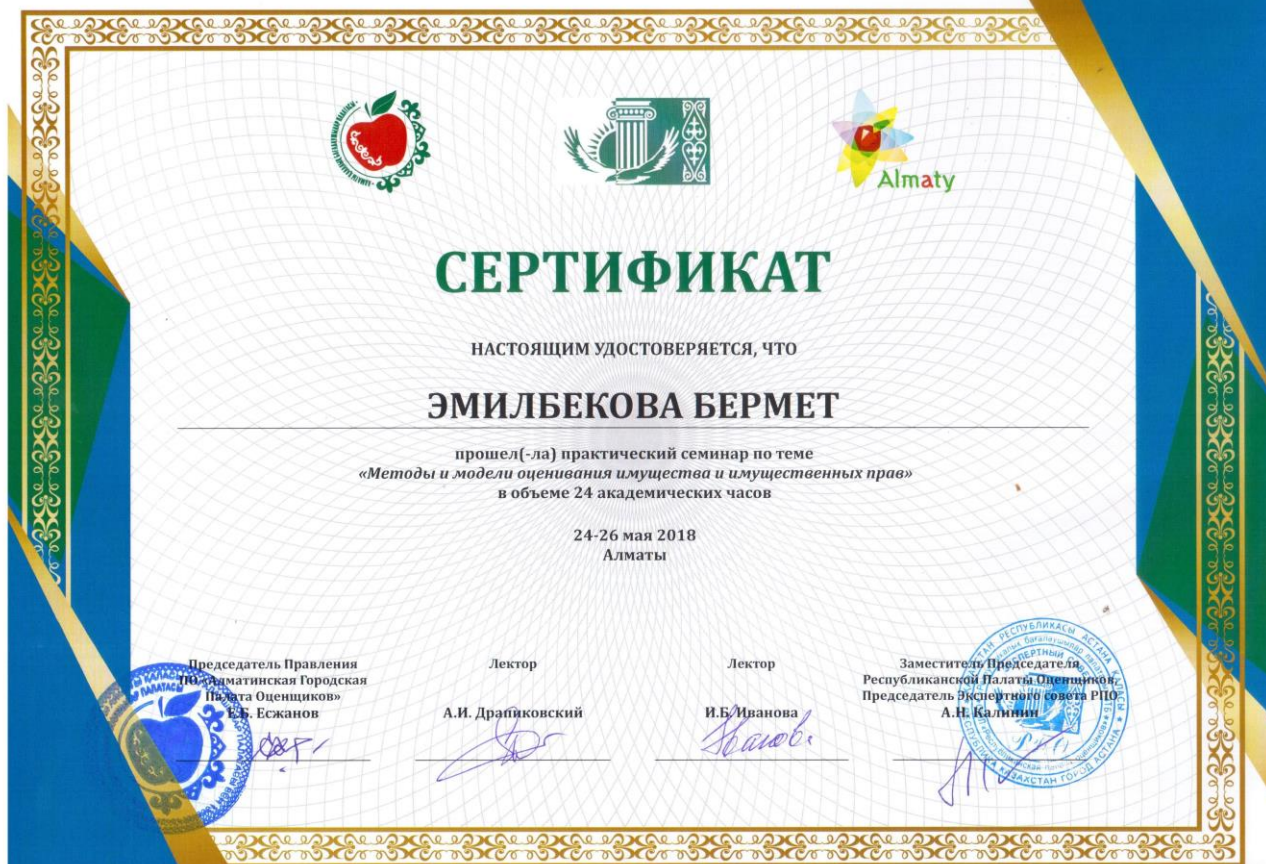 Almaty
СЕРТИФИКАТ
НАСТОЯЩИМ УДОСТОВЕРЯЕТСЯ, ЧТО
ЭМИЛБЕКОВА БЕРМЕТ
прошел(-ла) практический семинар по теме
«Методы и модели оценивания имущества и имущественных прав»
в объеме 24 академических часов
24-26 мая 2018
Алматы
Председатель Правления
ПО «Алматинская Городская
Палата Оценщиков»
Е.Б. Есжанов
Лектор
А.И. Драпиковский
Лектор
И.Б. Иванова
Заместитель Председателя
Республиканской Палаты Оценщиков,
Председатель Экспертного совета РПО
А.Н. Калинин